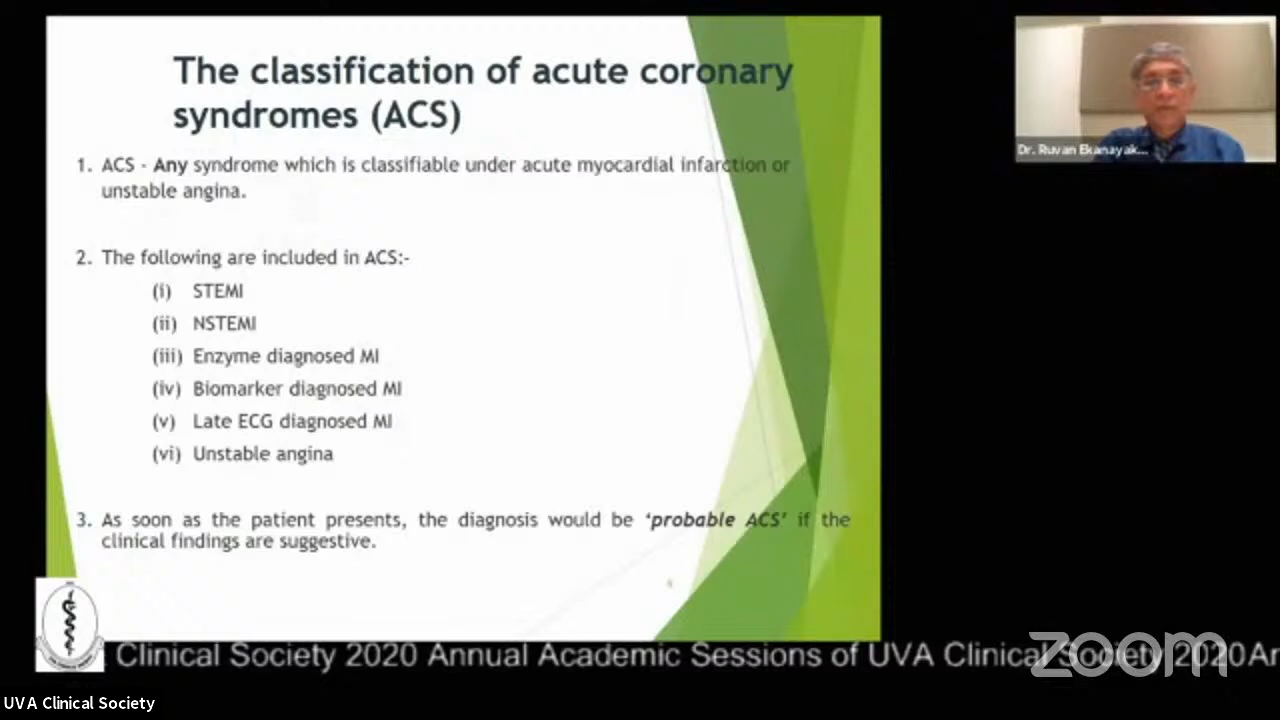 The classification of acute coronary
syndromes (ACS)
1. ACS - Any syndrome which is classifiable under acute myocardial infarction or
unstable angina.
2. The following are included in ACS:-
(i) STEMI
(ii) NSTEMI
(iii) Enzyme diagnosed MI
(iv) Biomarker diagnosed MI
(v) Late ECG diagnosed MI
(vi) Unstable angina
3. As soon as the patient presents, the diagnosis would be ‘probable ACS’ if the
clinical findings are suggestive.
Dr. Ruvan Ekanayak...
Clinical Society 2020 Annual Academic Sessions of UVA Clinical Society 2020Ar
zoom
UVA Clinical Society